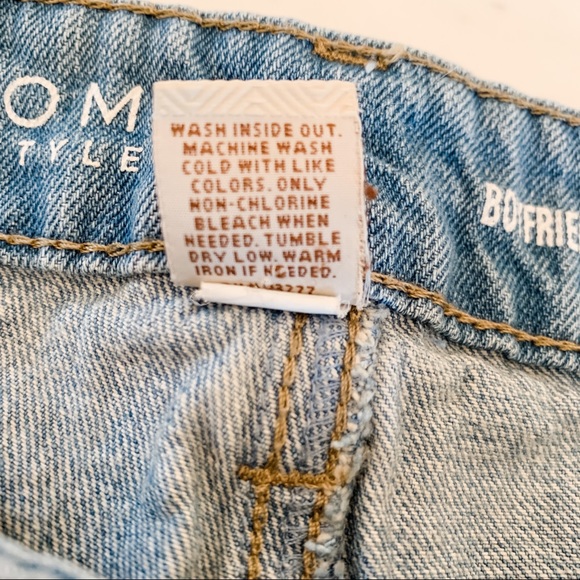 OM
TYLE
WASH INSIDE OUT.
MACHINE WASH
COLD WITH LIKE
COLORS. ONLY
NON-CHLORINE
BLEACH WHEN
NEEDED. TUMBLE
DRY LOW. WARM
IRON IF NEEDED.
BOYFRIE